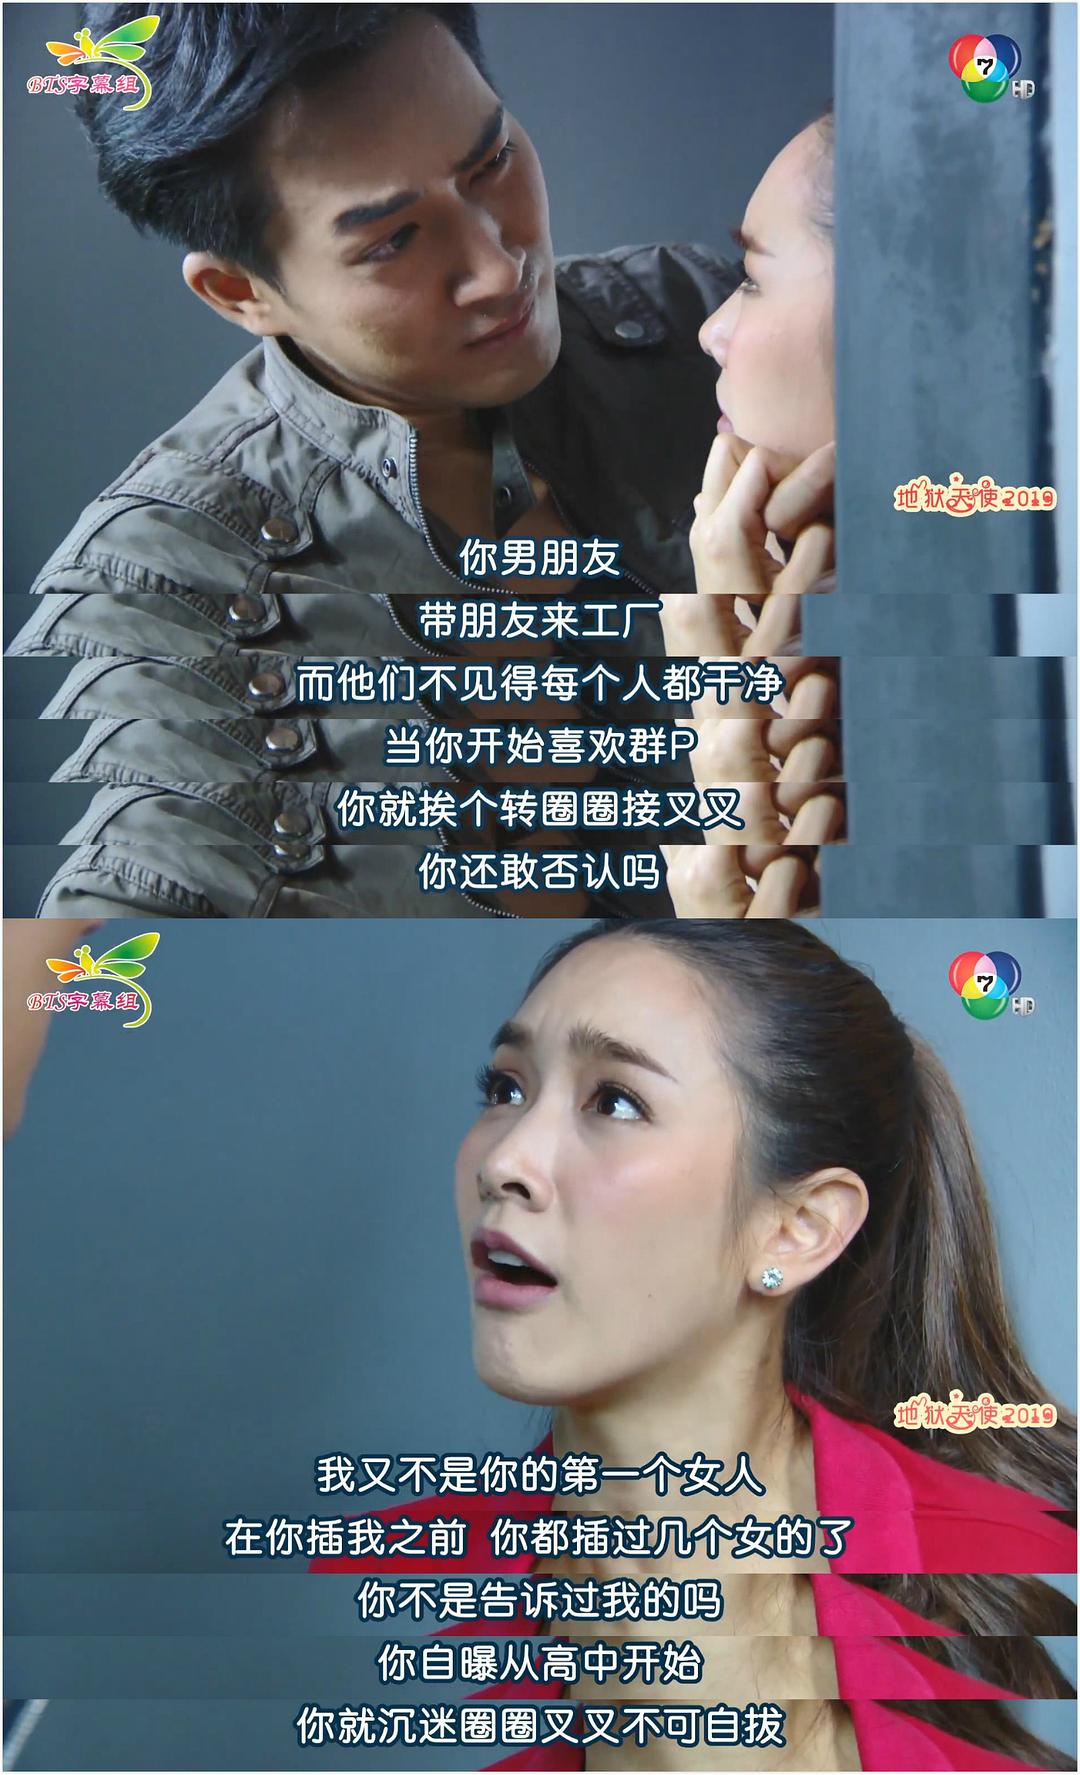 BTS字幕组
7
HD
地狱天使2019
你男朋友
带朋友来工厂
而他们不见得每个人都干净
当你开始喜欢群P
你就挨个转圈圈接叉叉
你还敢否认吗
BTS字幕组
7
HD
地狱天使2019
我又不是你的第一个女人
在你插我之前 你都插过几个女的了
你不是告诉过我的吗
你自曝从高中开始
你就沉迷圈圈叉叉不可自拔